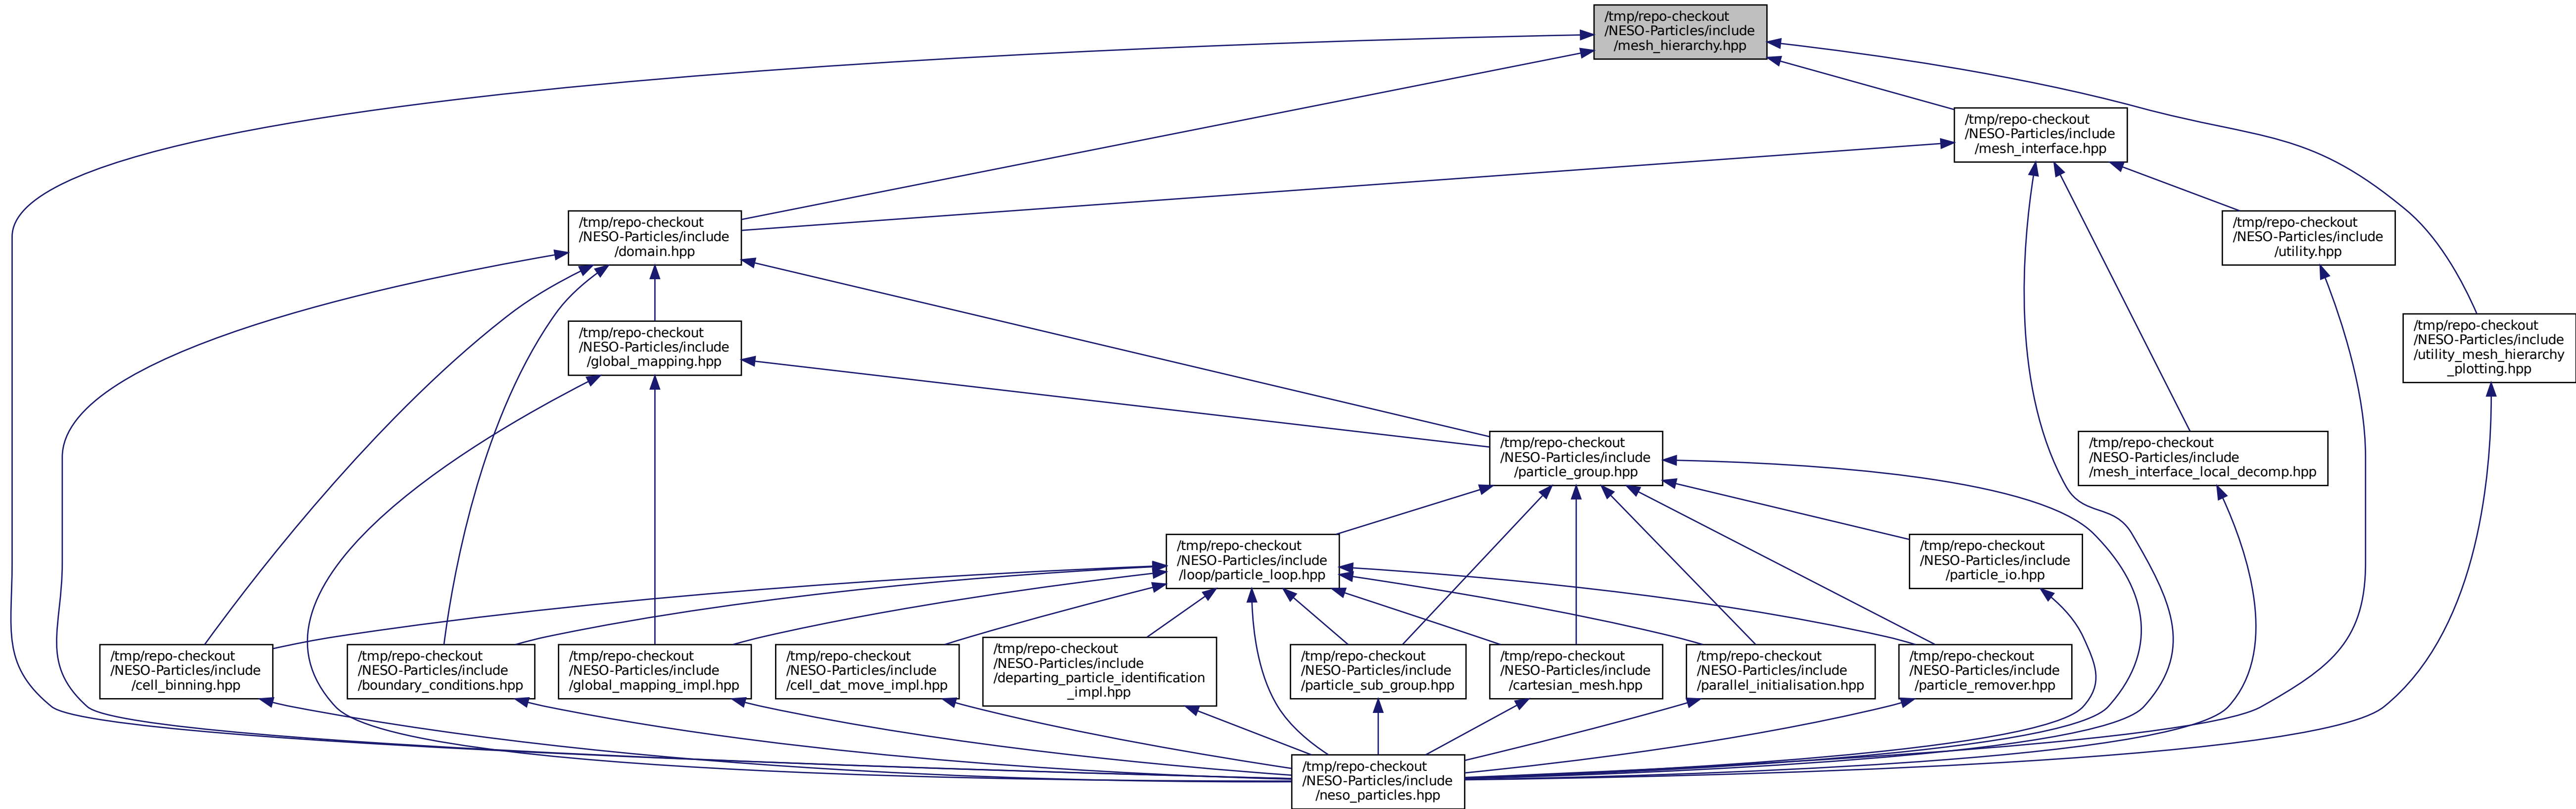 /tmp/repo-checkout
/NESO-Particles/include
/mesh_hierarchy.hpp
/tmp/repo-checkout
/NESO-Particles/include
/mesh_interface.hpp
/tmp/repo-checkout
/NESO-Particles/include
/domain.hpp
/tmp/repo-checkout
/NESO-Particles/include
/utility.hpp
/tmp/repo-checkout
/NESO-Particles/include
/global_mapping.hpp
/tmp/repo-checkout
/NESO-Particles/include
/utility_mesh_hierarchy
_plotting.hpp
/tmp/repo-checkout
/NESO-Particles/include
/particle_group.hpp
/tmp/repo-checkout
/NESO-Particles/include
/mesh_interface_local_decomp.hpp
/tmp/repo-checkout
/NESO-Particles/include
/loop/particle_loop.hpp
/tmp/repo-checkout
/NESO-Particles/include
/particle_io.hpp
/tmp/repo-checkout
/NESO-Particles/include
/cell_binning.hpp
/tmp/repo-checkout
/NESO-Particles/include
/boundary_conditions.hpp
/tmp/repo-checkout
/NESO-Particles/include
/global_mapping_impl.hpp
/tmp/repo-checkout
/NESO-Particles/include
/cell_dat_move_impl.hpp
/tmp/repo-checkout
/NESO-Particles/include
/departing_particle_identification
_impl.hpp
/tmp/repo-checkout
/NESO-Particles/include
/particle_sub_group.hpp
/tmp/repo-checkout
/NESO-Particles/include
/cartesian_mesh.hpp
/tmp/repo-checkout
/NESO-Particles/include
/parallel_initialisation.hpp
/tmp/repo-checkout
/NESO-Particles/include
/particle_remover.hpp
/tmp/repo-checkout
/NESO-Particles/include
/neso_particles.hpp